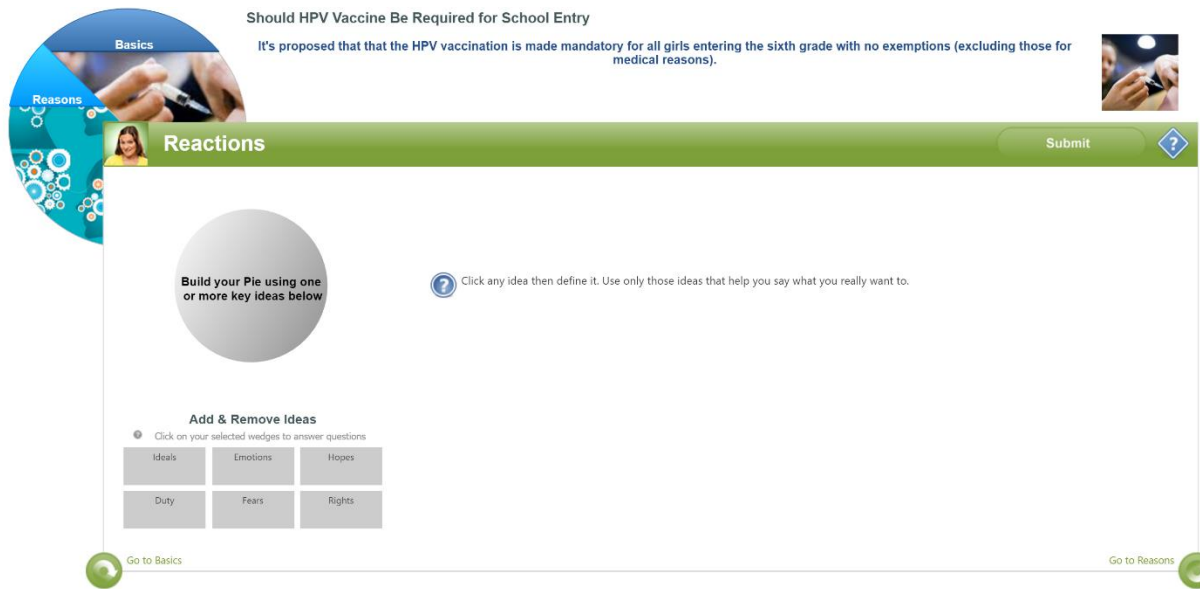 Should HPV Vaccine Be Required for School Entry
Basics
It's proposed that that the HPV vaccination is made mandatory for all girls entering the sixth grade with no exemptions (excluding those for
medical reasons).
Reasons
Reactions
Submit
?
Build your Pie using one
or more key ideas below
? Click any idea then define it. Use only those ideas that help you say what you really want to.
Add & Remove Ideas
? Click on your selected wedges to answer questions
Ideals Emotions Hopes
Duty Fears Rights
Go to Basics
Go to Reasons